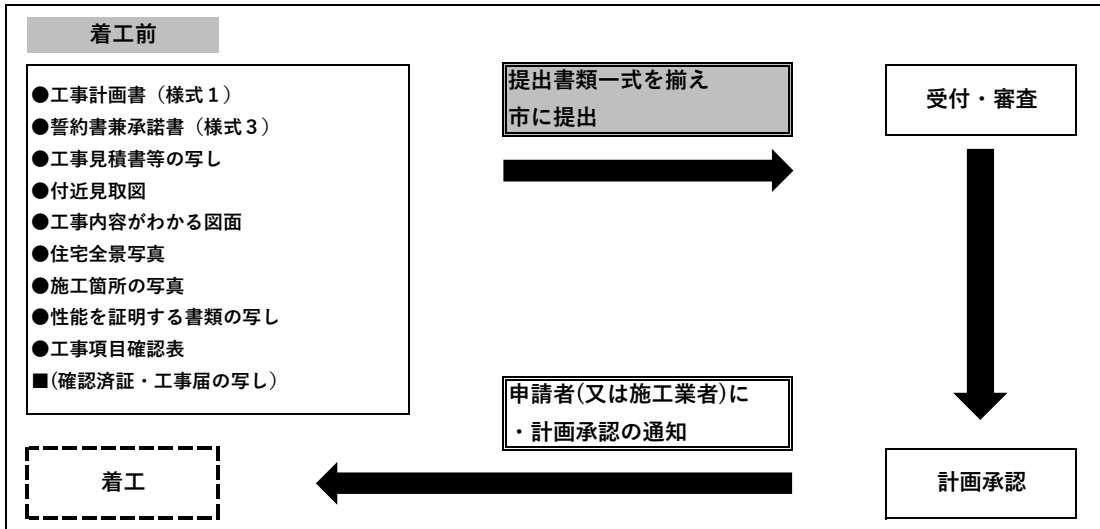 着工前
●工事計画書（様式１）
●誓約書兼承諾書（様式３）
●工事見積書等の写し
●付近見取図
●工事内容がわかる図面
●住宅全景写真
●施工箇所の写真
●性能を証明する書類の写し
●工事項目確認表
■(確認済証・工事届の写し）
提出書類一式を揃え
市に提出
受付・審査
申請者(又は施工業者)に
・計画承認の通知
計画承認
着工